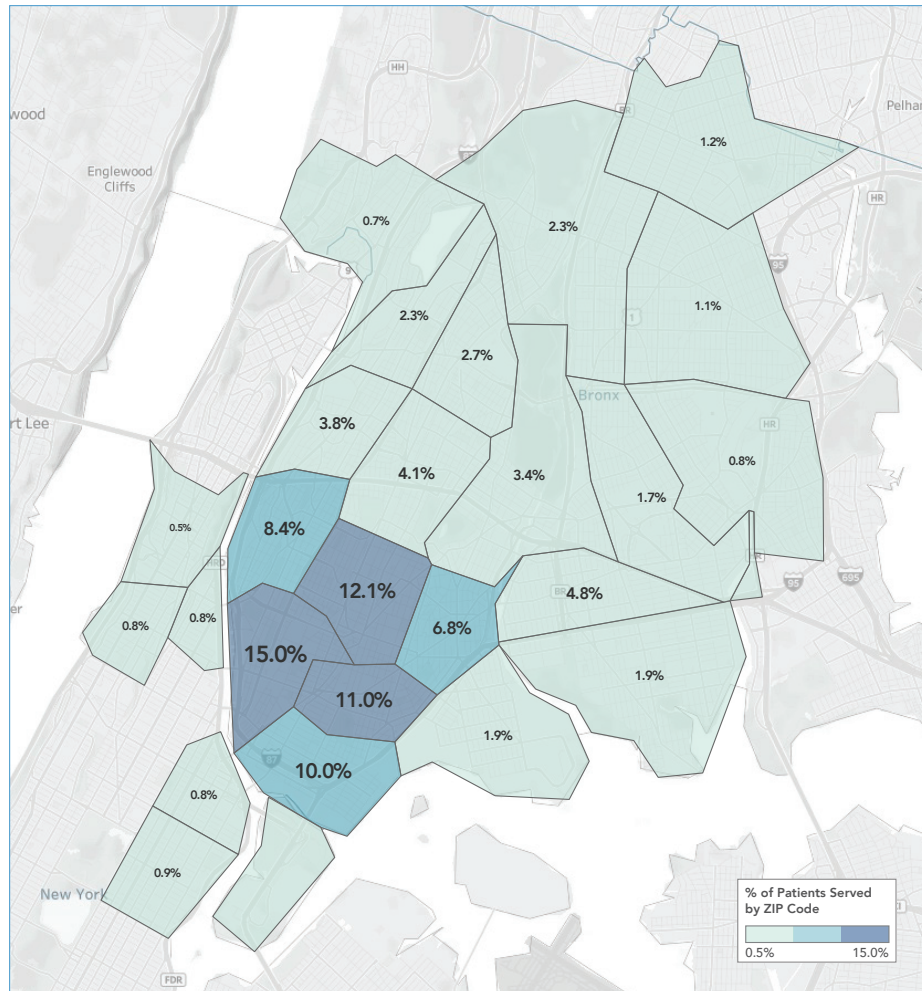 HH
Pelha
wood
1.2%
Englewood
Cliffs
HR
0.7%
2.3%
95
9
1.1%
2.3%
1
2.7%
Bronx
3.8%
rt Lee
HR
4.1%
3.4%
0.8%
1.7%
8.4%
0.5%
95
695
12.1%
4.8%
er
0.8%
0.8%
6.8%
15.0%
1.9%
11.0%
1.9%
87
10.0%
0.8%
0.9%
New York
% of Patients Served
by ZIP Code
0.5% 15.0%
FDR